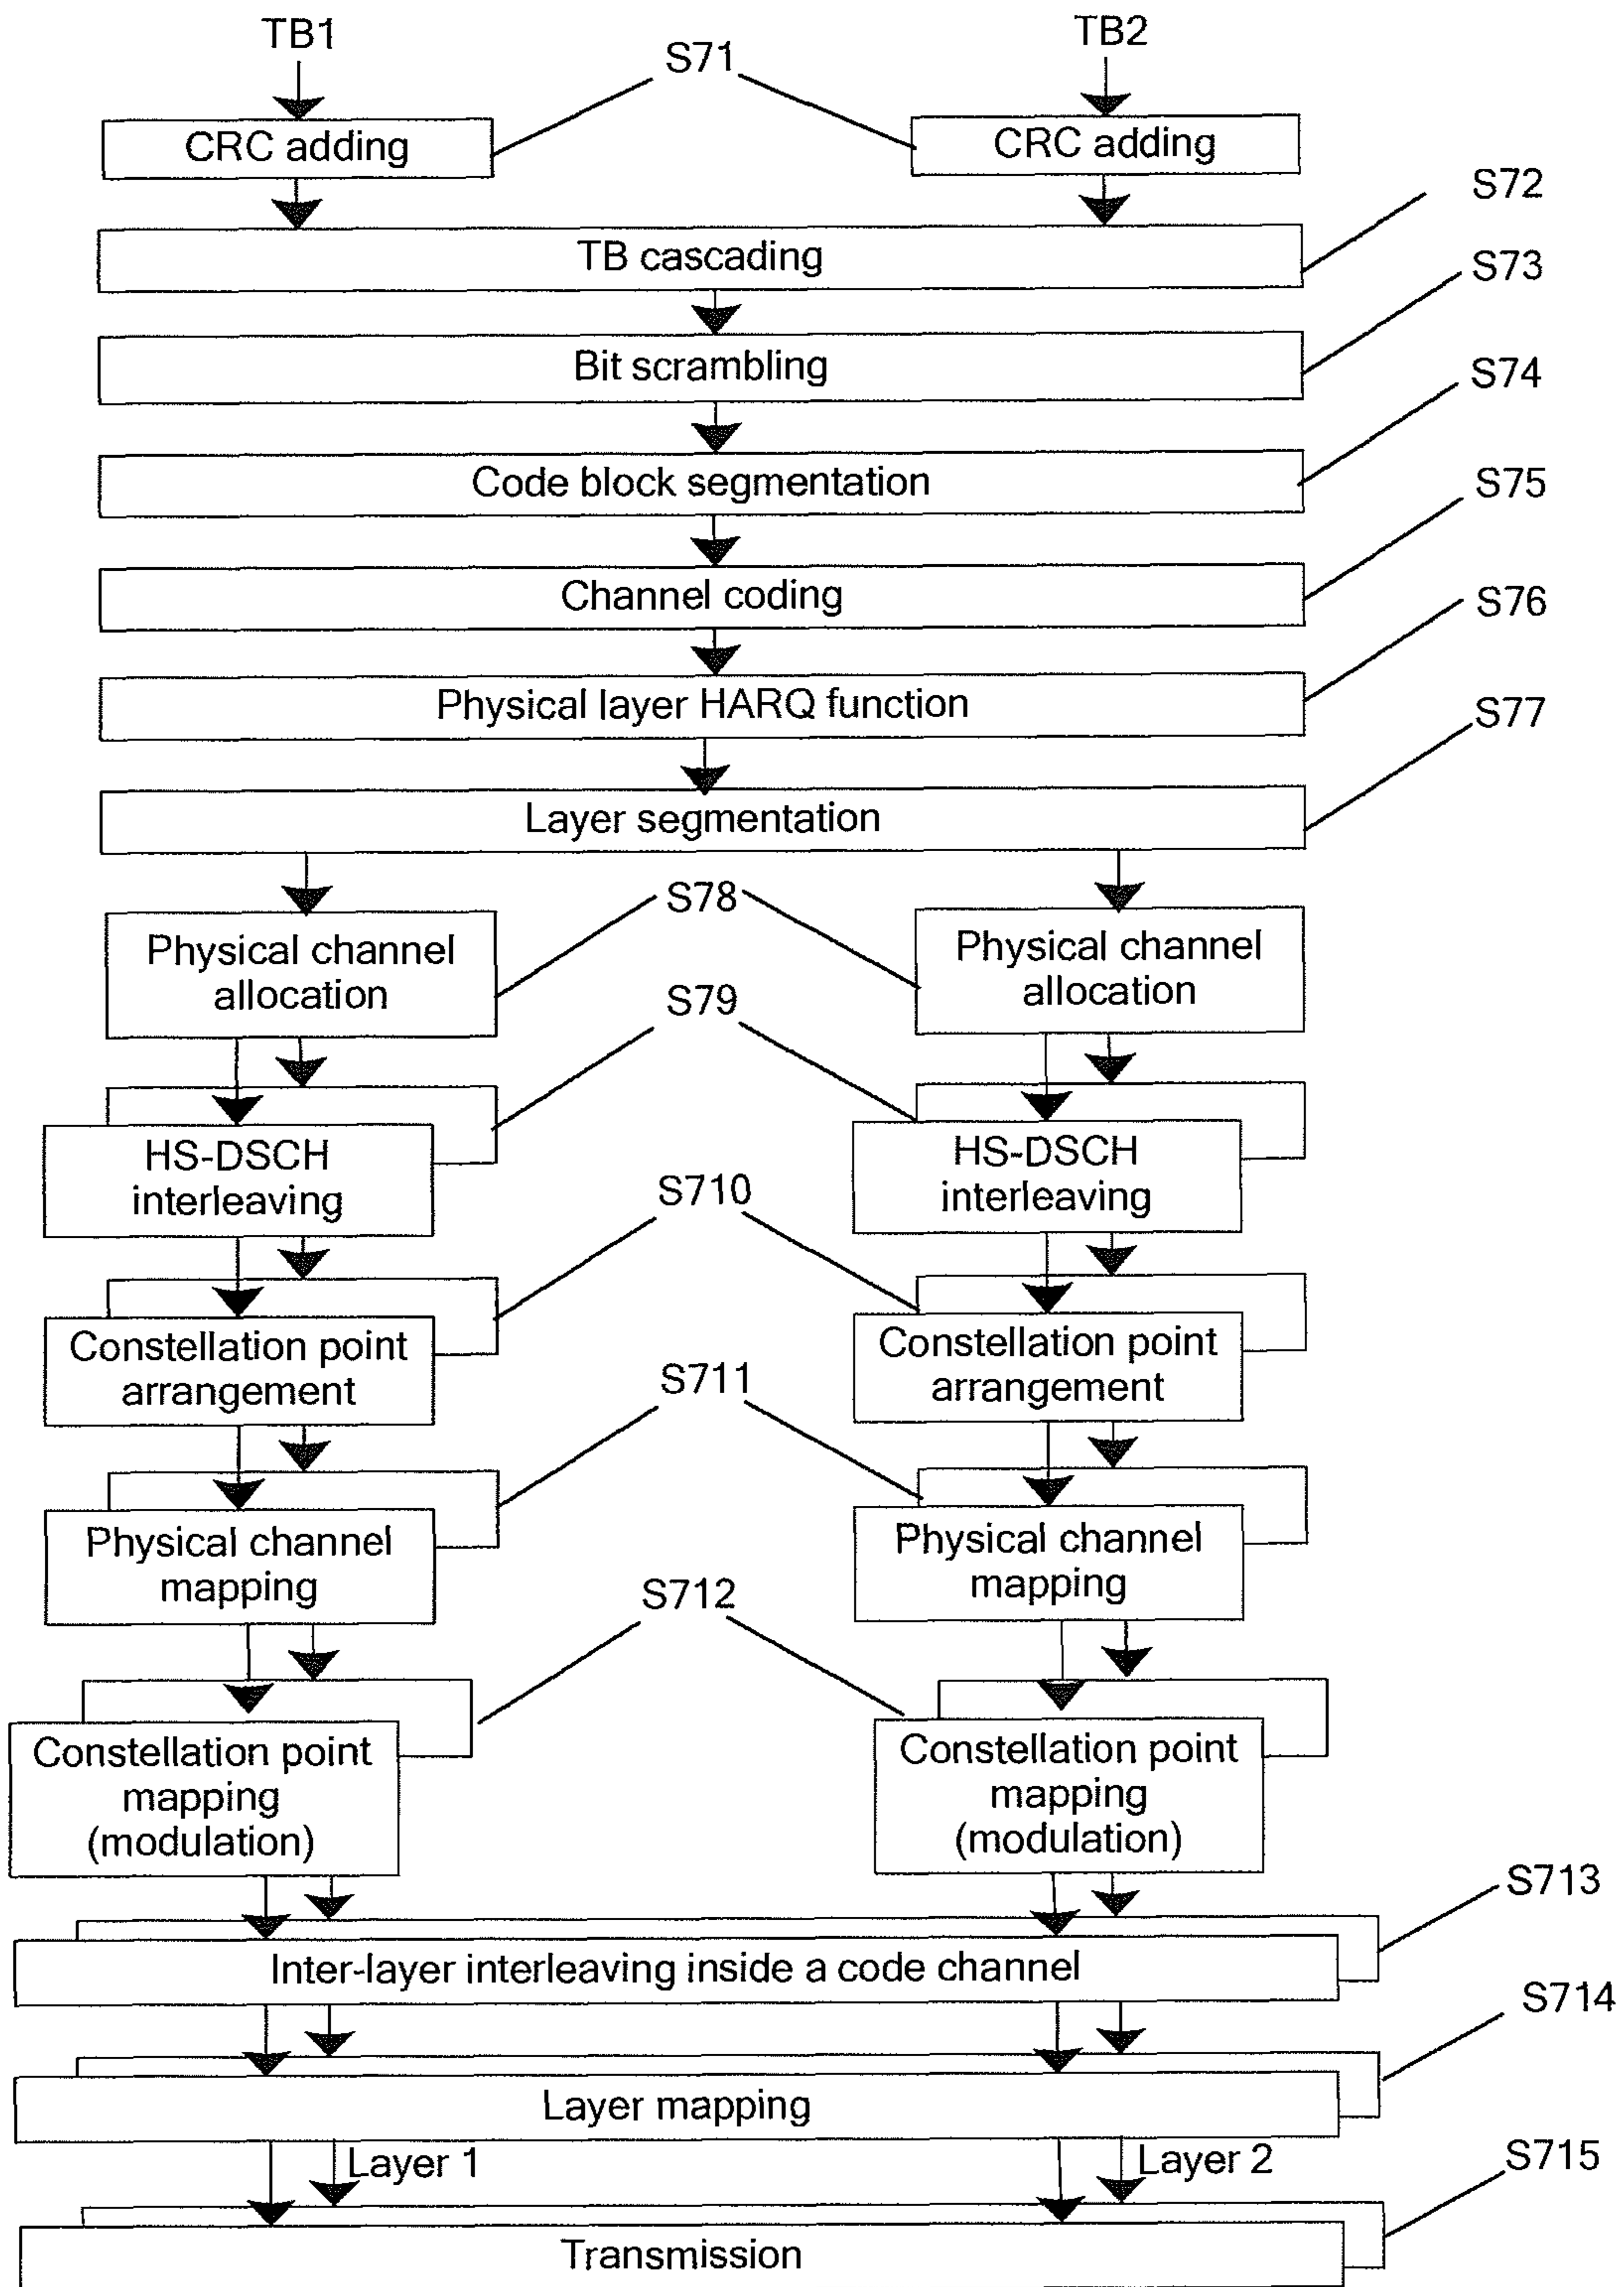 TB1
TB2
S71
CRC adding
CRC adding
S72
TB cascading
S73
Bit scrambling
S74
Code block segmentation
S75
Channel coding
S76
Physical layer HARQ function
S77
Layer segmentation
S78
Physical channel
allocation
Physical channel
allocation
S79
HS-DSCH
interleaving
HS-DSCH
interleaving
S710
Constellation point
arrangement
Constellation point
arrangement
S711
Physical channel
mapping
Physical channel
mapping
S712
Constellation point
mapping
(modulation)
Constellation point
mapping
(modulation)
S713
Inter-layer interleaving inside a code channel
S714
Layer mapping
Layer 1
Layer 2
S715
Transmission